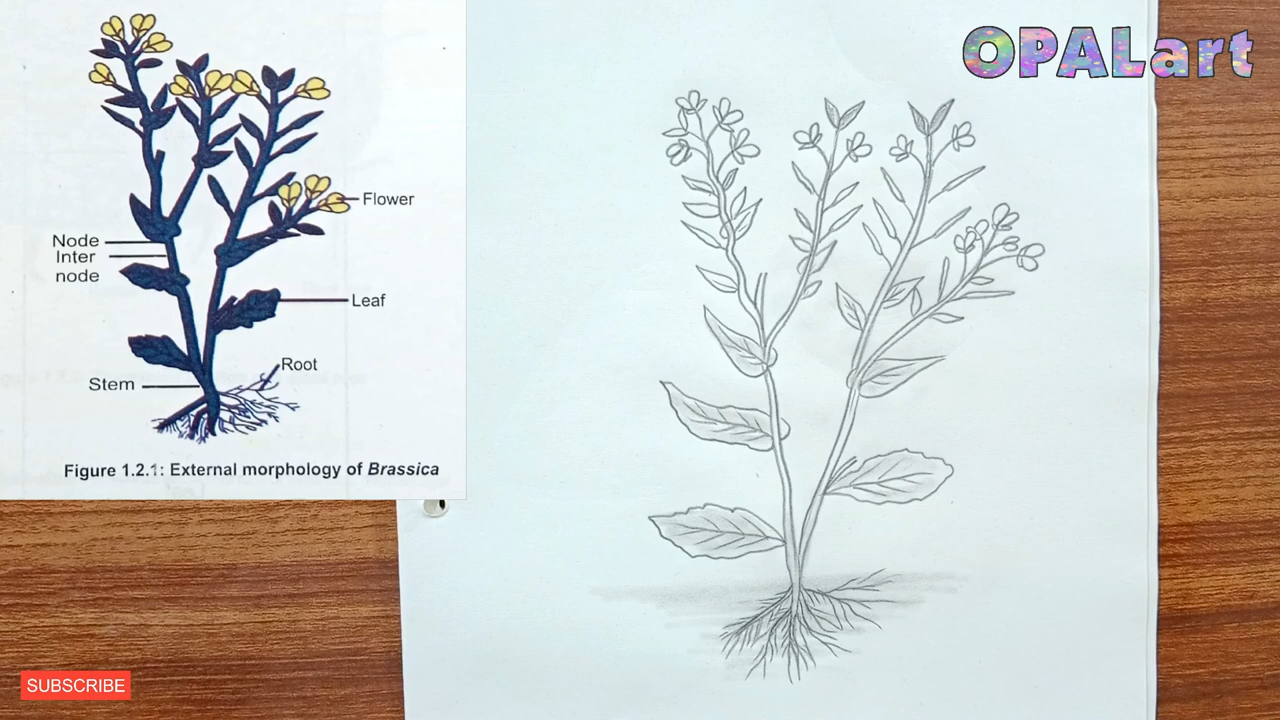 OPALart
Flower
Node
Inter
node
Leaf
Root
Stem
Figure 1.2.1: External morphology of Brassica
SUBSCRIBE